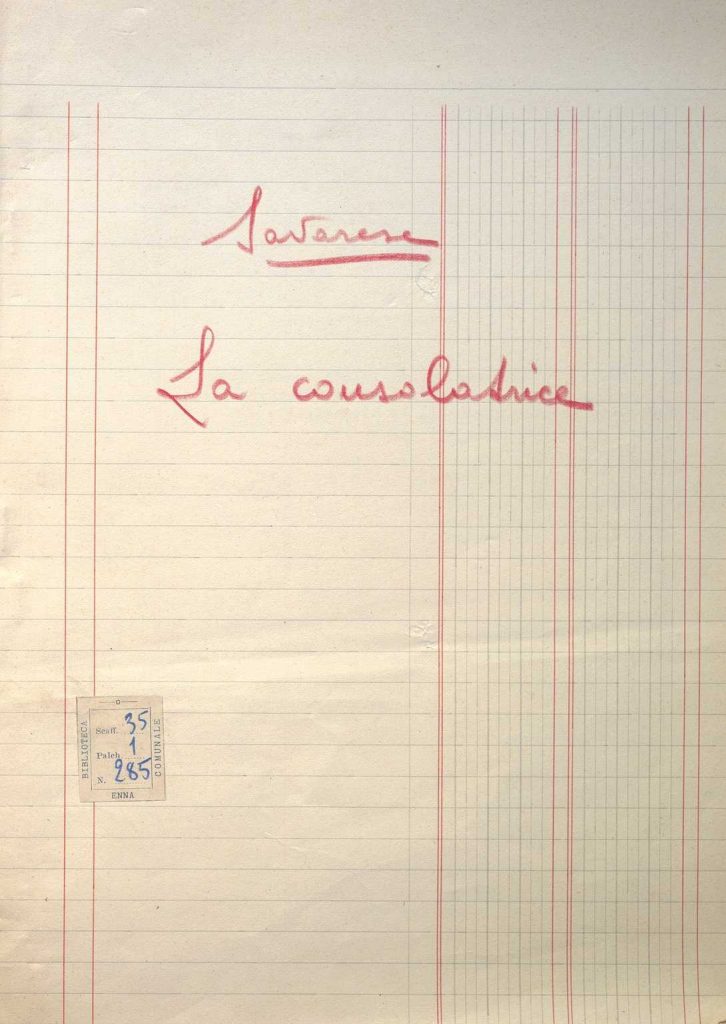 Savarese
La consolatrice
BIBLIOTECA
Scaff. 35
Palch. 1
N. 285
COMUNALE
ENNA